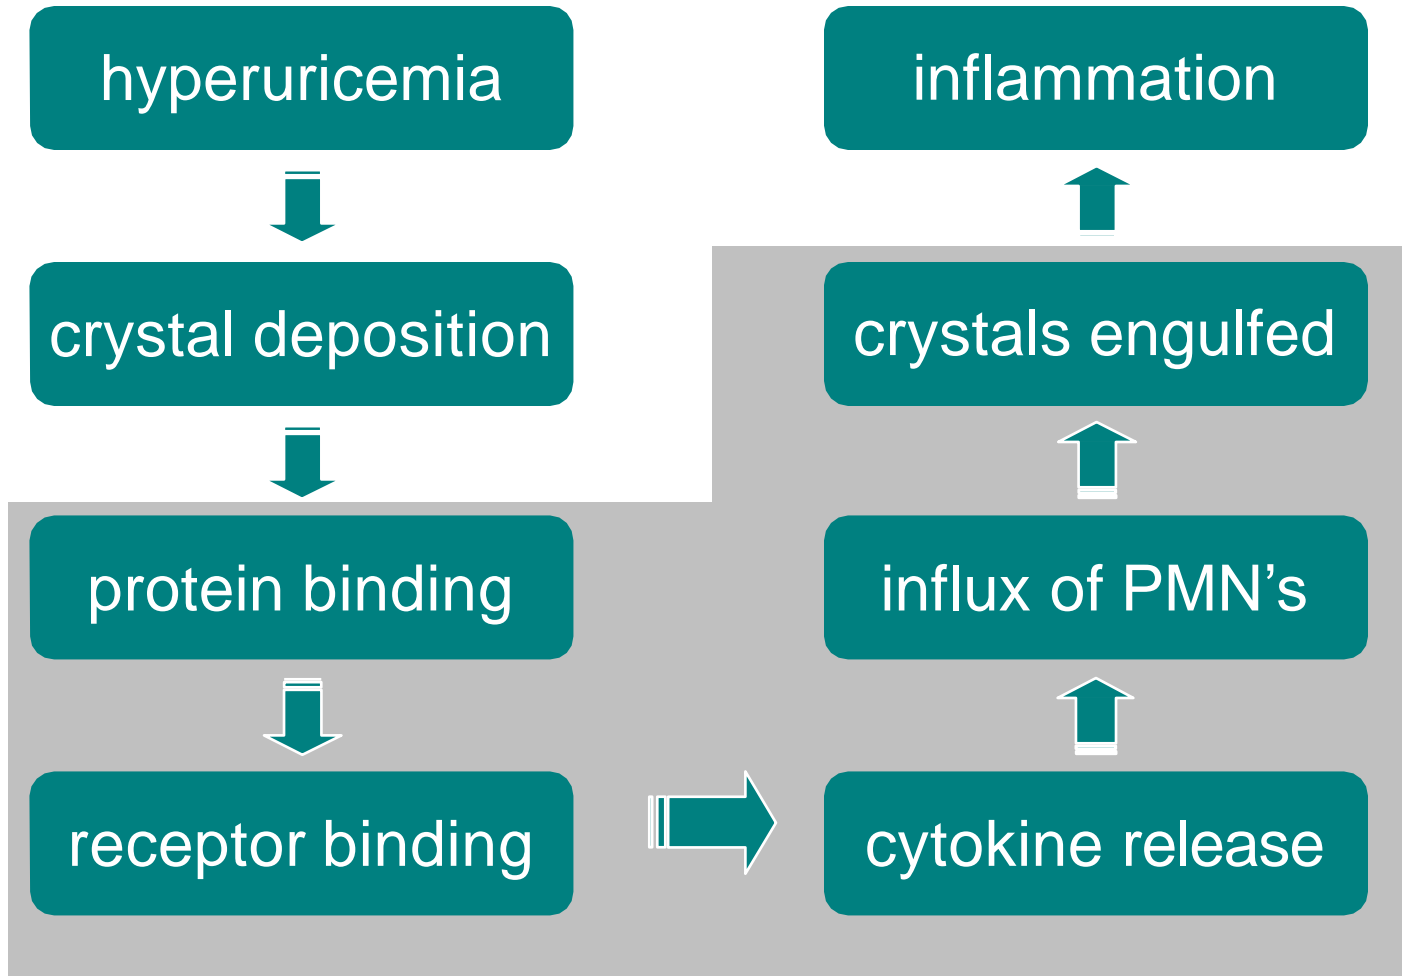 hyperuricemia
crystal deposition
protein binding
receptor binding
cytokine release
influx of PMN’s
crystals engulfed
inflammation